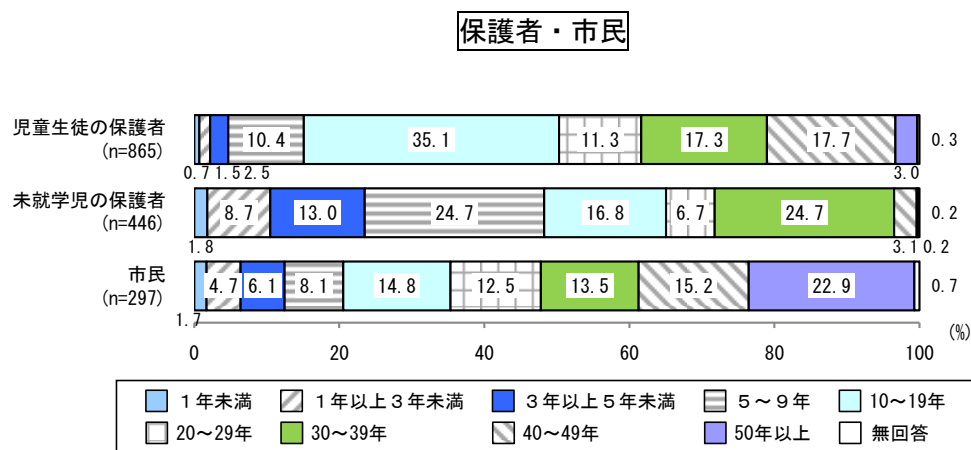 保護者・市民
児童生徒の保護者
(n=865)
10.4 35.1 11.3 17.3 17.7 0.3
0.7 1.5 2.5 3.0
未就学児の保護者
(n=446)
8.7 13.0 24.7 16.8 6.7 24.7 0.2
1.8 3.1 0.2
市民
(n=297)
4.7 6.1 8.1 14.8 12.5 13.5 15.2 22.9 0.7
1.7
0 20 40 60 80 100 (%)
１年未満 １年以上３年未満 ３年以上５年未満 ５～９年 10～19年
20～29年 30～39年 40～49年 50年以上 無回答